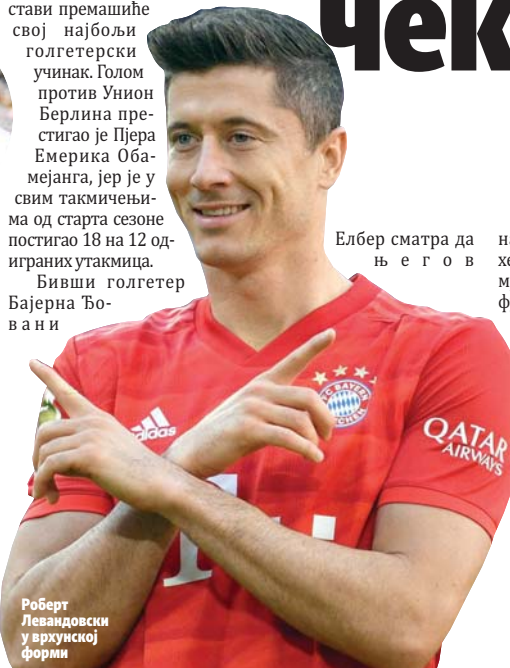 чек
стави премашиће
свој најбољи
голгетерски
учинак. Голом
против Унион
Берлина пре-
стигао је Пјера
Емерика Оба-
мејанга, јер је у
свим такмичењи-
ма од старта сезоне
постигао 18 на 12 од-
играних утакмица.
Бивши голгетер
Бајерна Ђо-
вани
Елбер сматра да
његов
adidas
FC BAYERN
MÜNCHEN
QATAR
AIRWAYS
Роберт
Левандовски
у врхунској
форми